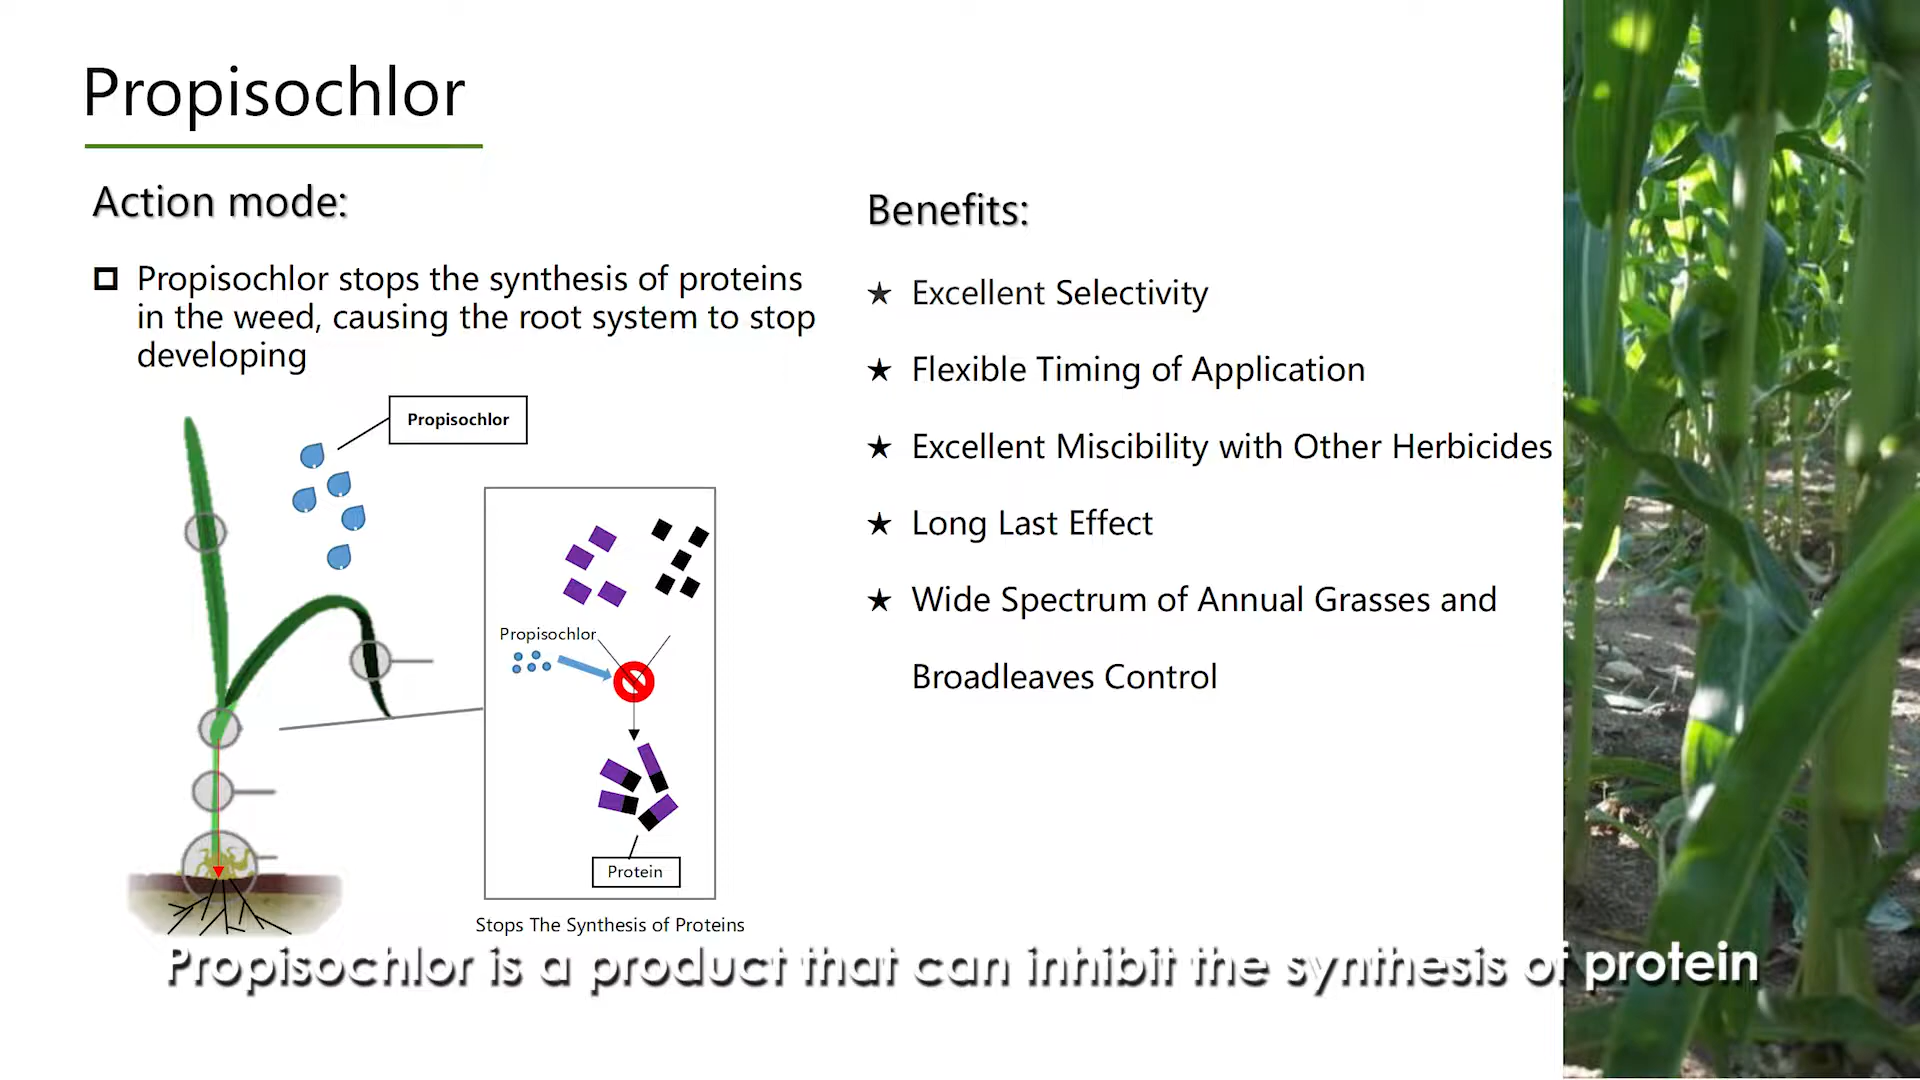 Propisochlor
Action mode:
Propisochlor stops the synthesis of proteins
in the weed, causing the root system to stop
developing
Propisochlor
Propisochlor
Protein
Stops The Synthesis of Proteins
Benefits:
★ Excellent Selectivity
★ Flexible Timing of Application
★ Excellent Miscibility with Other Herbicides
★ Long Last Effect
★ Wide Spectrum of Annual Grasses and
Broadleaves Control
Propisochlor is a product that can inhibit the synthesis of protein